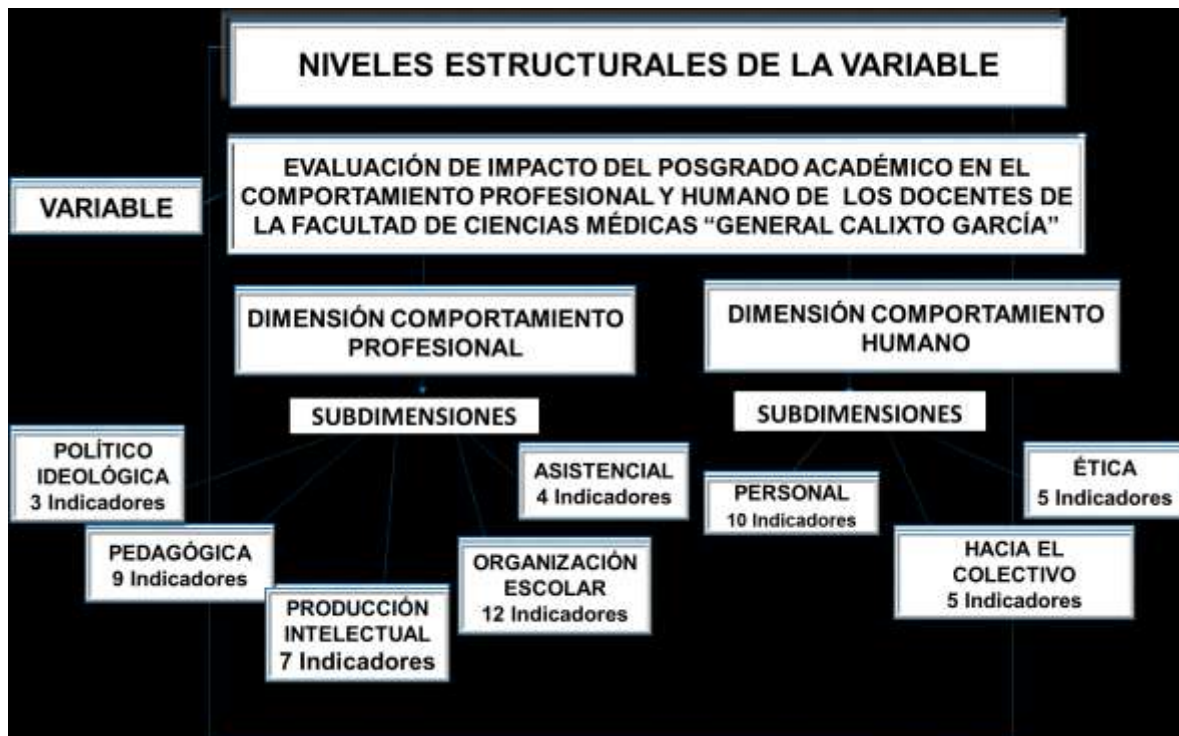 NIVELES ESTRUCTURALES DE LA VARIABLE
VARIABLE
EVALUACIÓN DE IMPACTO DEL POSGRADO ACADÉMICO EN EL
COMPORTAMIENTO PROFESIONAL Y HUMANO DE LOS DOCENTES DE
LA FACULTAD DE CIENCIAS MÉDICAS “GENERAL CALIXTO GARCÍA”
DIMENSIÓN COMPORTAMIENTO
PROFESIONAL
SUBDIMENSIONES
POLÍTICO
IDEOLÓGICA
3 Indicadores
PEDAGÓGICA
9 Indicadores
PRODUCCIÓN
INTELECTUAL
7 Indicadores
ORGANIZACIÓN
ESCOLAR
12 Indicadores
ASISTENCIAL
4 Indicadores
DIMENSIÓN COMPORTAMIENTO
HUMANO
SUBDIMENSIONES
PERSONAL
10 Indicadores
HACIA EL
COLECTIVO
5 Indicadores
ÉTICA
5 Indicadores